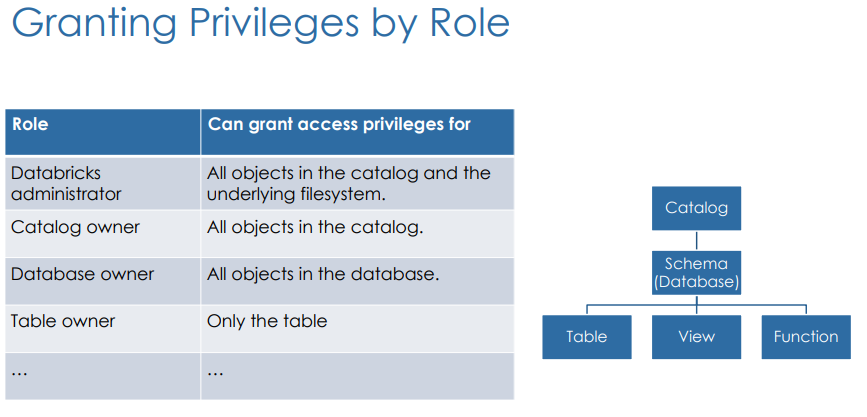 Granting Privileges by Role
Role
Can grant access privileges for
Databricks
administrator
All objects in the catalog and the
underlying filesystem.
Catalog owner
All objects in the catalog.
Database owner
All objects in the database.
Table owner
Only the table
...
...
Catalog
Schema
(Database)
Table
View
Function